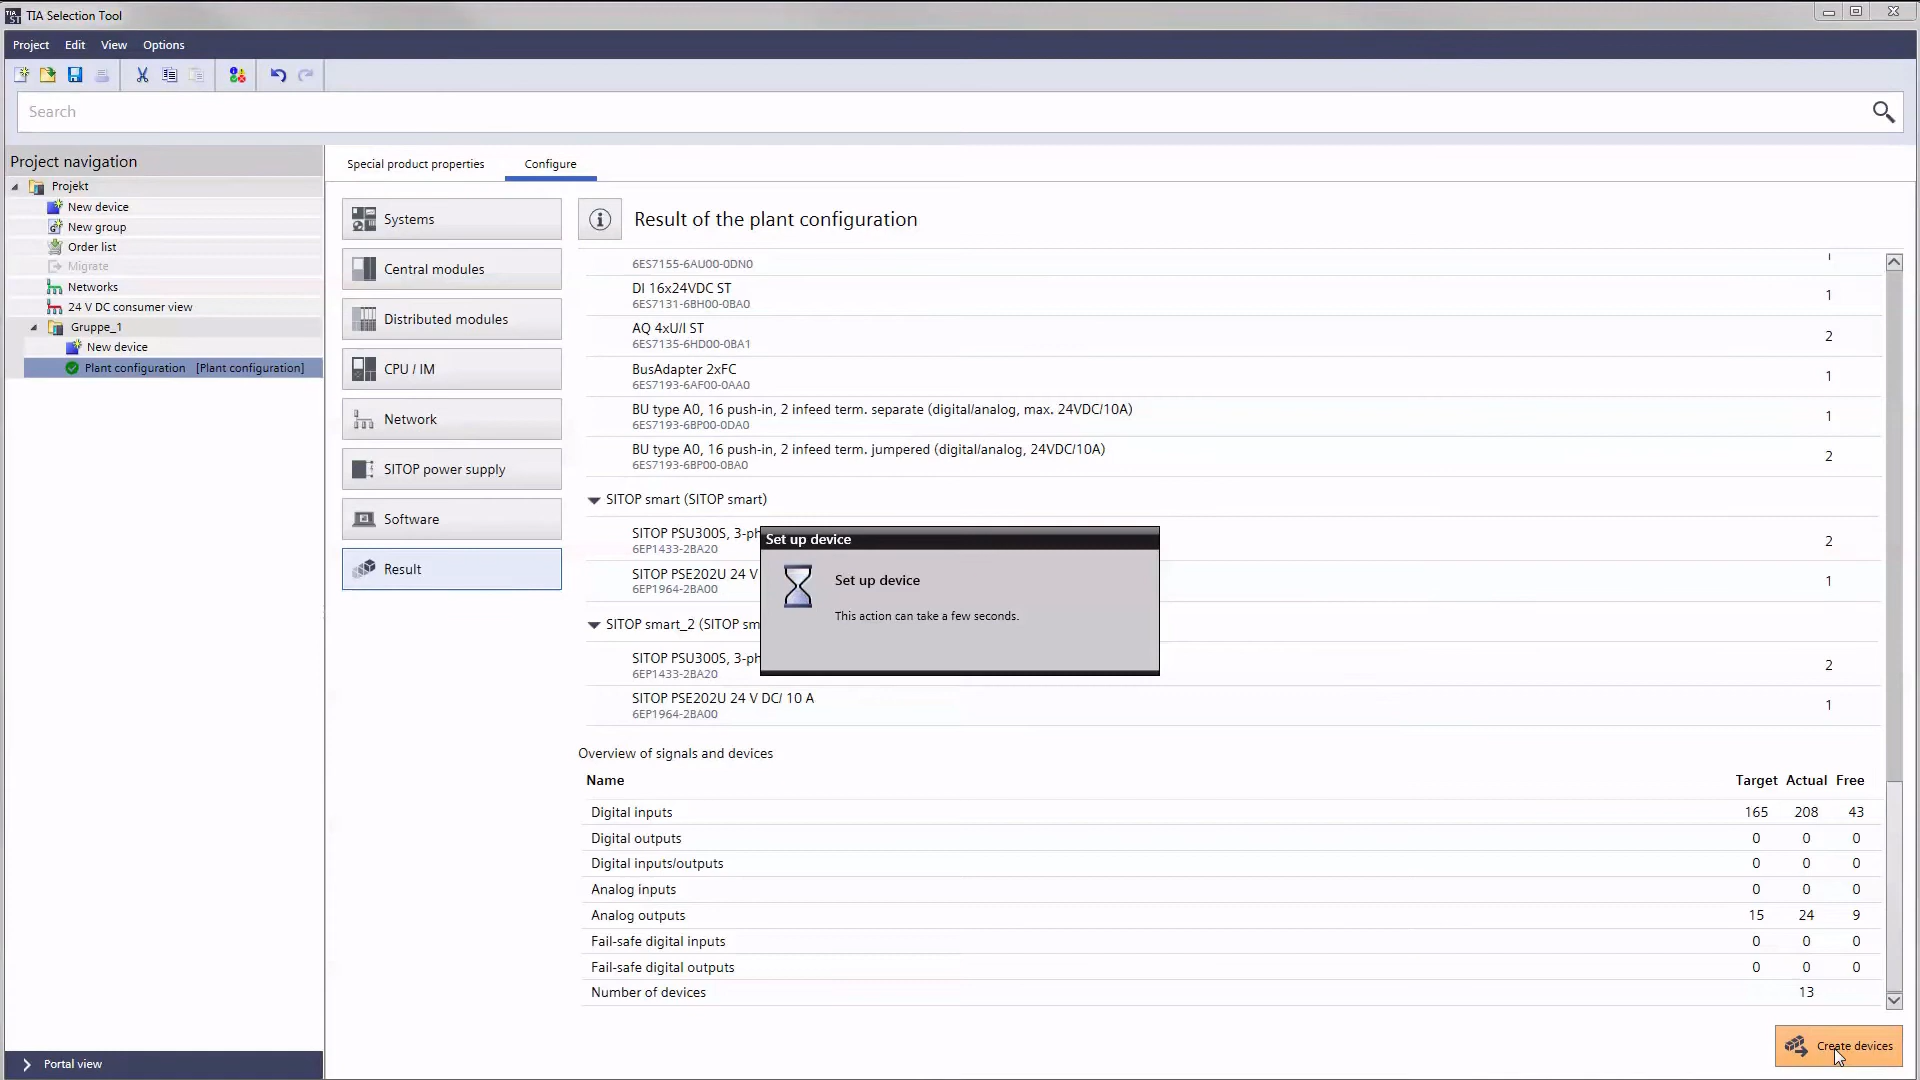 TIA Selection Tool
Project Edit View Options
Search
Project navigation
Projekt
New device
New group
Order list
Migrate
Networks
24 V DC consumer view
Gruppe_1
New device
Plant configuration [Plant configuration]
Portal view
Special product properties Configure
Systems
Central modules
Distributed modules
CPU / IM
Network
SITOP power supply
Software
Result
Result of the plant configuration
6ES7155-6AU00-0DN0
DI 16x24VDC ST
6ES7131-6BH00-0BA0 1
AQ 4xU/I ST
6ES7135-6HD00-0BA1 2
BusAdapter 2xFC
6ES7193-6AF00-0AA0 1
BU type A0, 16 push-in, 2 infeed term. separate (digital/analog, max. 24VDC/10A)
6ES7193-6BP00-0DA0 1
BU type A0, 16 push-in, 2 infeed term. jumpered (digital/analog, 24VDC/10A)
6ES7193-6BP00-0BA0 2
SITOP smart (SITOP smart)
SITOP PSU300S, 3-ph
6EP1433-2BA20 2
SITOP PSE202U 24 V
6EP1964-2BA00 1
SITOP smart_2 (SITOP sm
SITOP PSU300S, 3-ph
6EP1433-2BA20 2
SITOP PSE202U 24 V DC/ 10 A
6EP1964-2BA00 1
Set up device
Set up device
This action can take a few seconds.
Overview of signals and devices
Name Target Actual Free
Digital inputs 165 208 43
Digital outputs 0 0 0
Digital inputs/outputs 0 0 0
Analog inputs 0 0 0
Analog outputs 15 24 9
Fail-safe digital inputs 0 0 0
Fail-safe digital outputs 0 0 0
Number of devices 13
Create devices